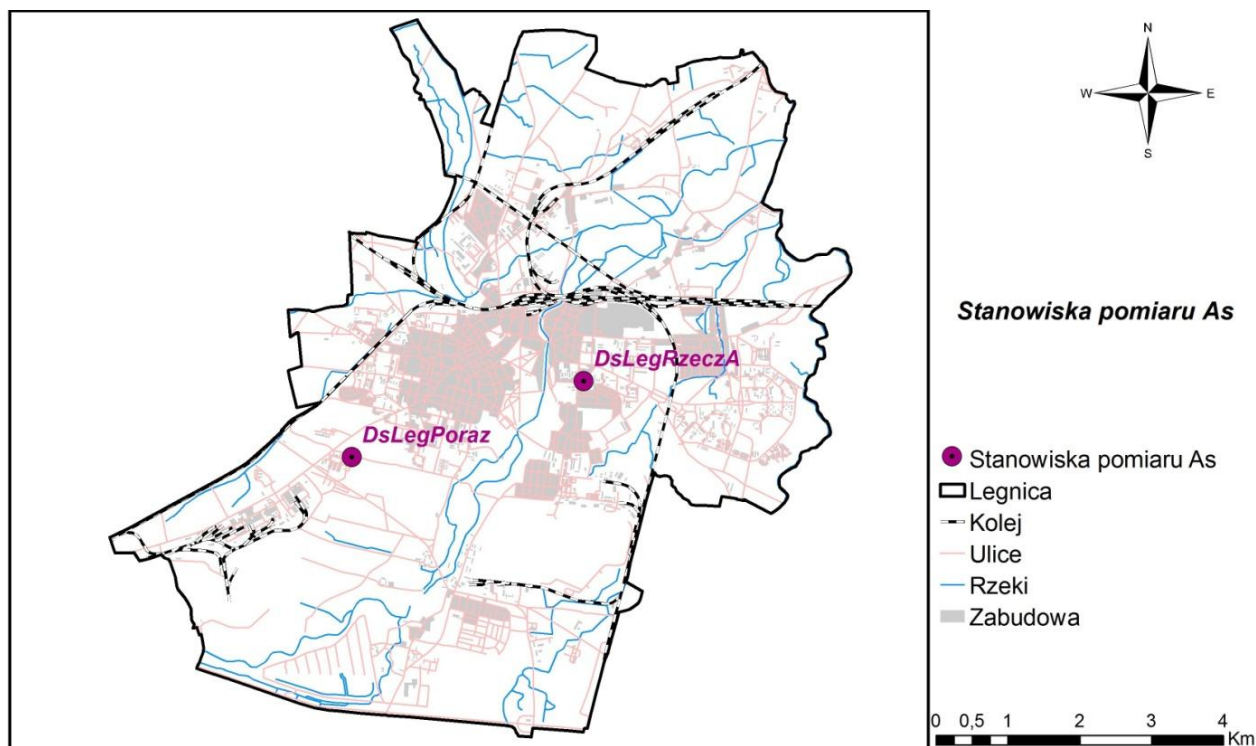 N
W E
S
Stanowiska pomiaru As
DsLegRzeczA
DsLegPoraz
Stanowiska pomiaru As
Legnica
Kolej
Ulice
Rzeki
Zabudowa
0 0,5 1 2 3 4
Km